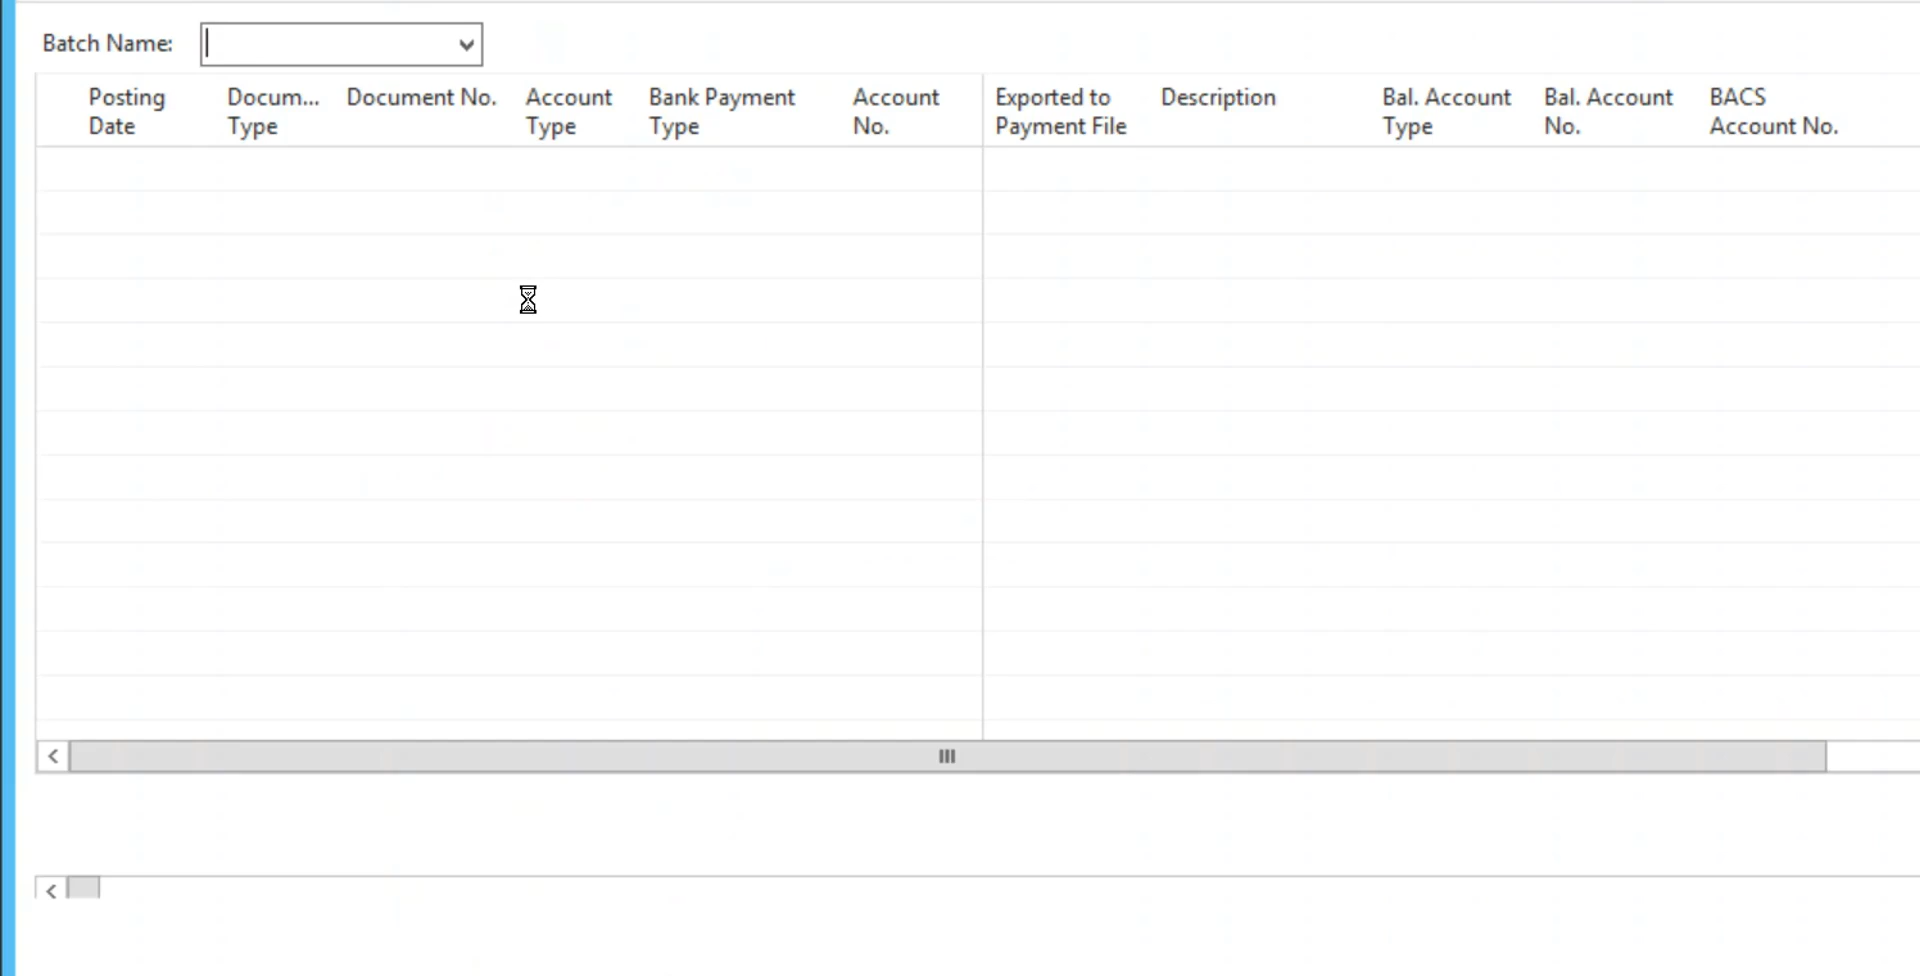 Batch Name:
Posting Date
Docum... Type
Document No.
Account Type
Bank Payment Type
Account No.
Exported to Payment File
Description
Bal. Account Type
Bal. Account No.
BACS Account No.